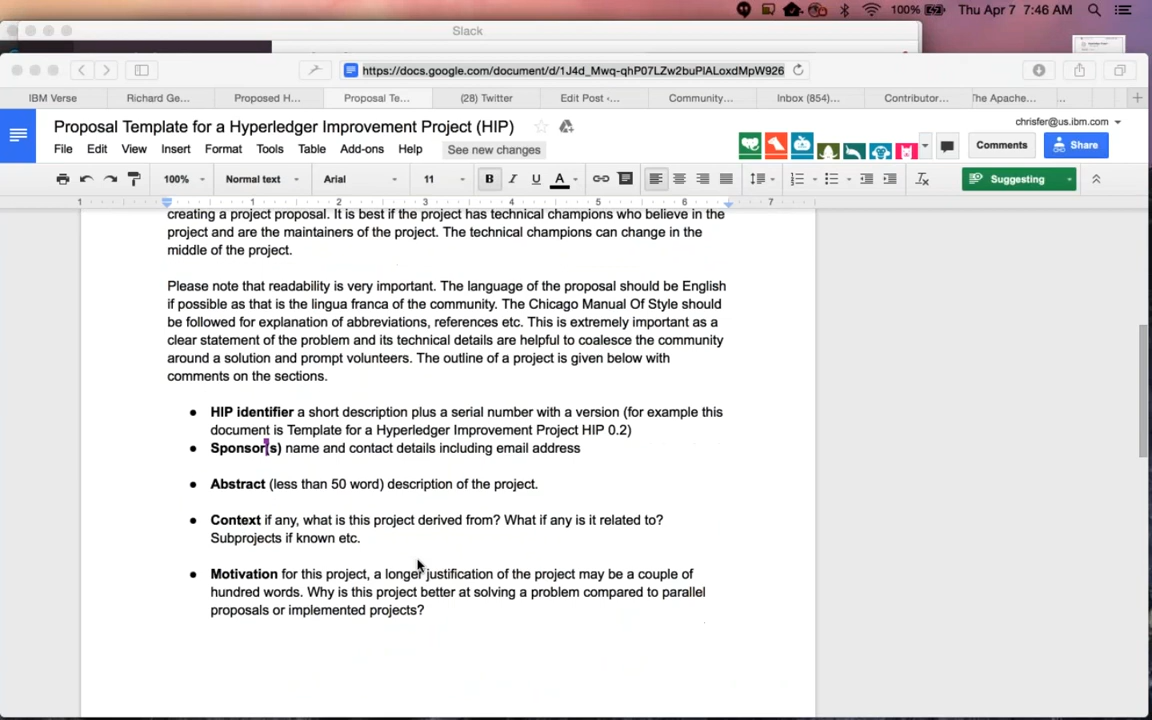 100% Thu Apr 7 7:46 AM
Slack
https://docs.google.com/document/d/1J4d_Mwq-qhP07LZw2buPlALoxdMpW926
IBM Verse Richard Ge... Proposed H... Proposal Te... (28) Twitter Edit Post ‹... Community... Inbox (854)... Contributor... The Apache... ...
Proposal Template for a Hyperledger Improvement Project (HIP)
chrisfer@us.ibm.com
File Edit View Insert Format Tools Table Add-ons Help See new changes
Comments Share
100% Normal text Arial 11 B I U A Suggesting
1 1 2 3 4 5 6 7
creating a project proposal. It is best if the project has technical champions who believe in the
project and are the maintainers of the project. The technical champions can change in the
middle of the project.
Please note that readability is very important. The language of the proposal should be English
if possible as that is the lingua franca of the community. The Chicago Manual Of Style should
be followed for explanation of abbreviations, references etc. This is extremely important as a
clear statement of the problem and its technical details are helpful to coalesce the community
around a solution and prompt volunteers. The outline of a project is given below with
comments on the sections.
● HIP identifier a short description plus a serial number with a version (for example this
document is Template for a Hyperledger Improvement Project HIP 0.2)
● Sponsor(s) name and contact details including email address
● Abstract (less than 50 word) description of the project.
● Context if any, what is this project derived from? What if any is it related to?
Subprojects if known etc.
● Motivation for this project, a longer justification of the project may be a couple of
hundred words. Why is this project better at solving a problem compared to parallel
proposals or implemented projects?